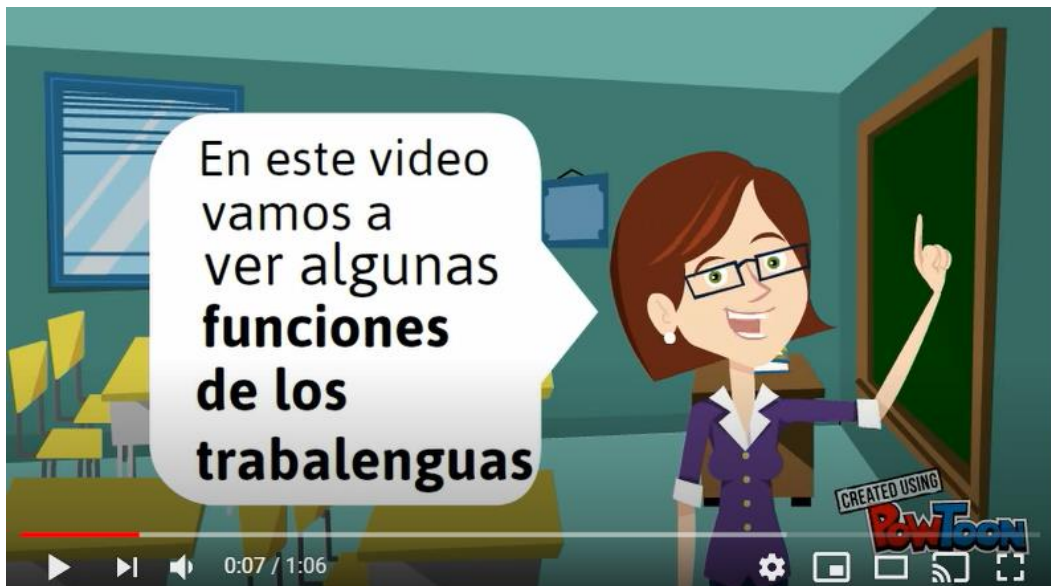 En este video
vamos a
ver algunas
funciones
de los
trabalenguas
CREATED USING
POWTOON
0:07 / 1:06